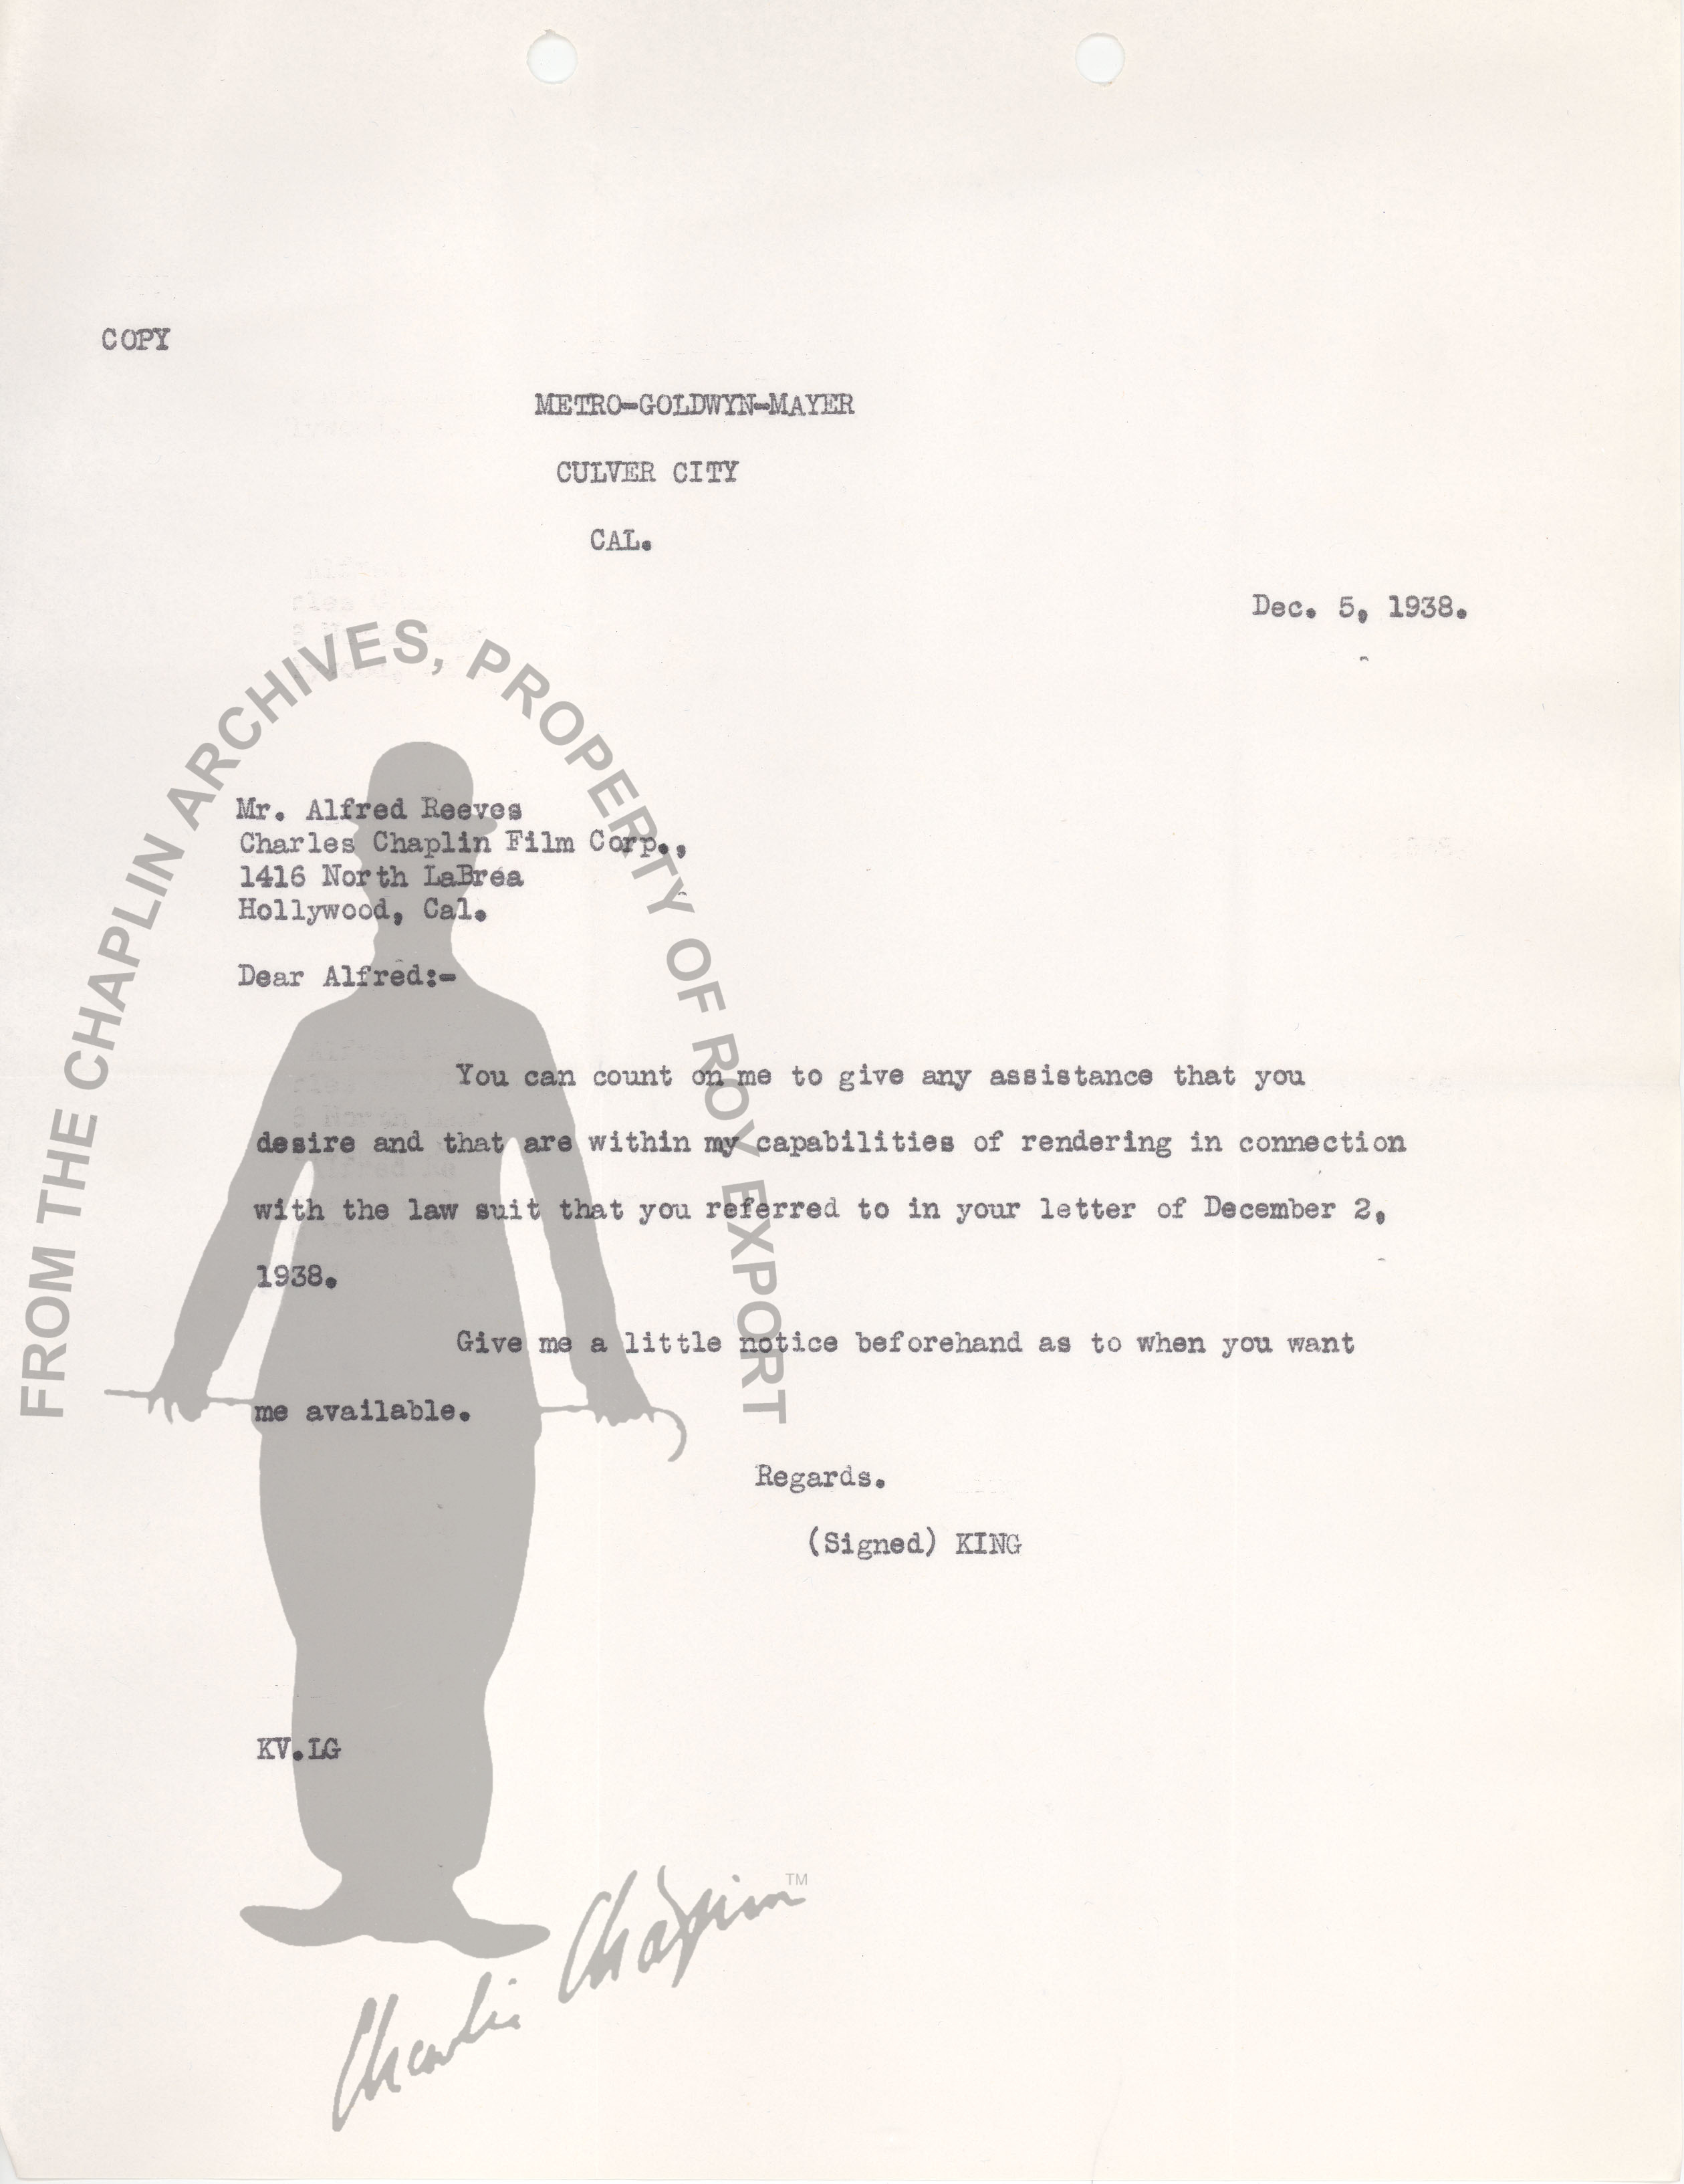 COPY
METRO-GOLDWYN-MAYER
CULVER CITY
CAL.
Dec. 5, 1938.
Mr. Alfred Reeves
Charles Chaplin Film Corp.,
1416 North LaBrea
Hollywood, Cal.
Dear Alfred:-
You can count on me to give any assistance that you
desire and that are within my capabilities of rendering in connection
with the law suit that you referred to in your letter of December 2,
1938.
Give me a little notice beforehand as to when you want
me available.
Regards.
(Signed) KING
KV.LG
FROM THE CHAPLIN ARCHIVES, PROPERTY OF ROY EXPORT
Charlie Chaplin TM